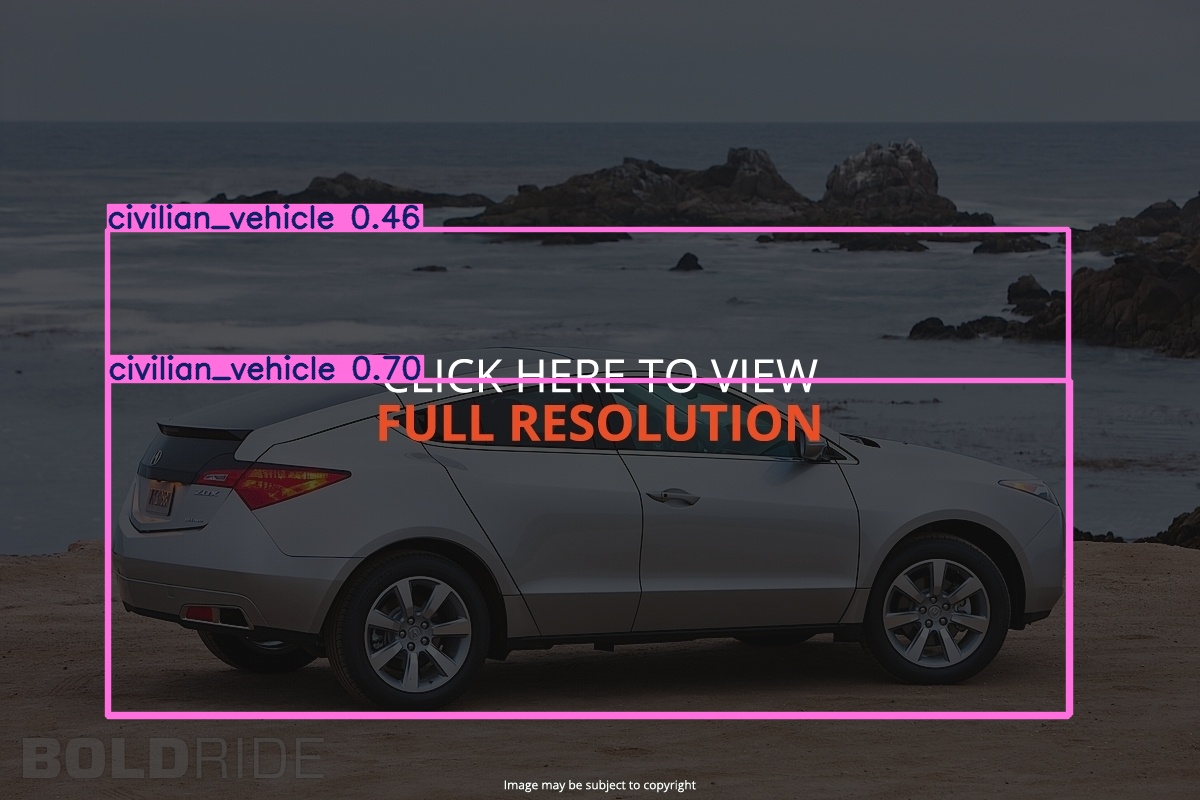 civilian_vehicle 0.46
civilian_vehicle 0.70
CLICK HERE TO VIEW
FULL RESOLUTION
ZDX
BOLDRIDE
Image may be subject to copyright